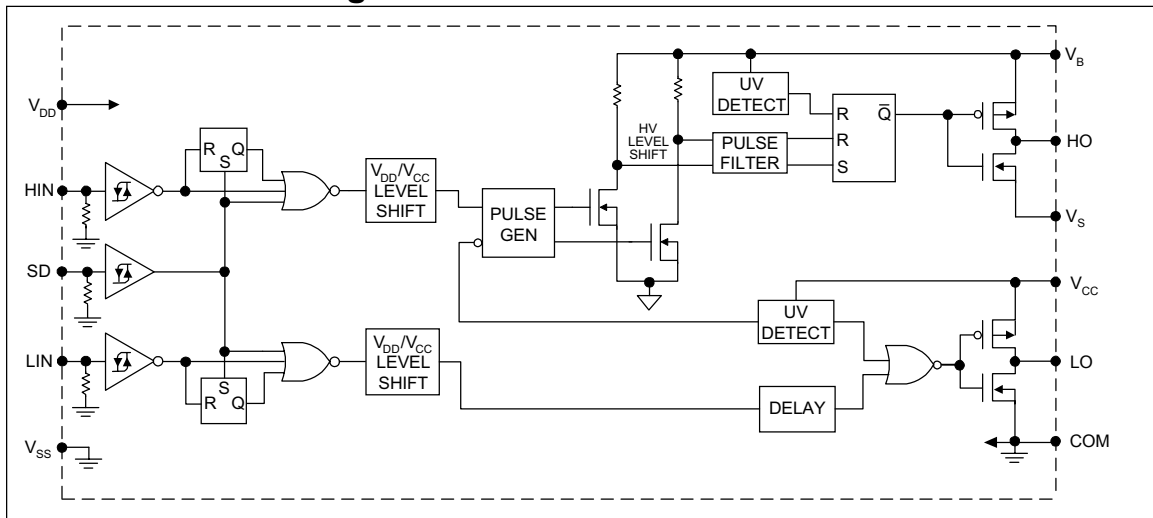 V_B
UV
DETECT
V_DD
R
R
S
Q̅
R Q
S
HV
LEVEL
SHIFT
PULSE
FILTER
HO
HIN
V_DD/V_CC
LEVEL
SHIFT
PULSE
GEN
V_S
SD
V_CC
UV
DETECT
LIN
V_DD/V_CC
LEVEL
SHIFT
LO
S
R Q
DELAY
V_SS
COM